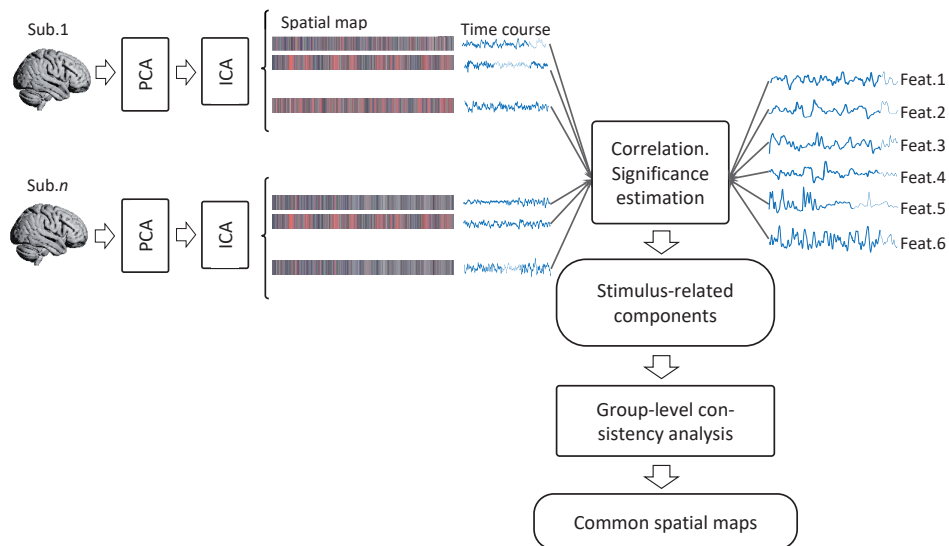 Sub.1
PCA
ICA
Spatial map
Time course
Sub.n
PCA
ICA
Correlation.
Significance
estimation
Feat.1
Feat.2
Feat.3
Feat.4
Feat.5
Feat.6
Stimulus-related
components
Group-level con-
sistency analysis
Common spatial maps